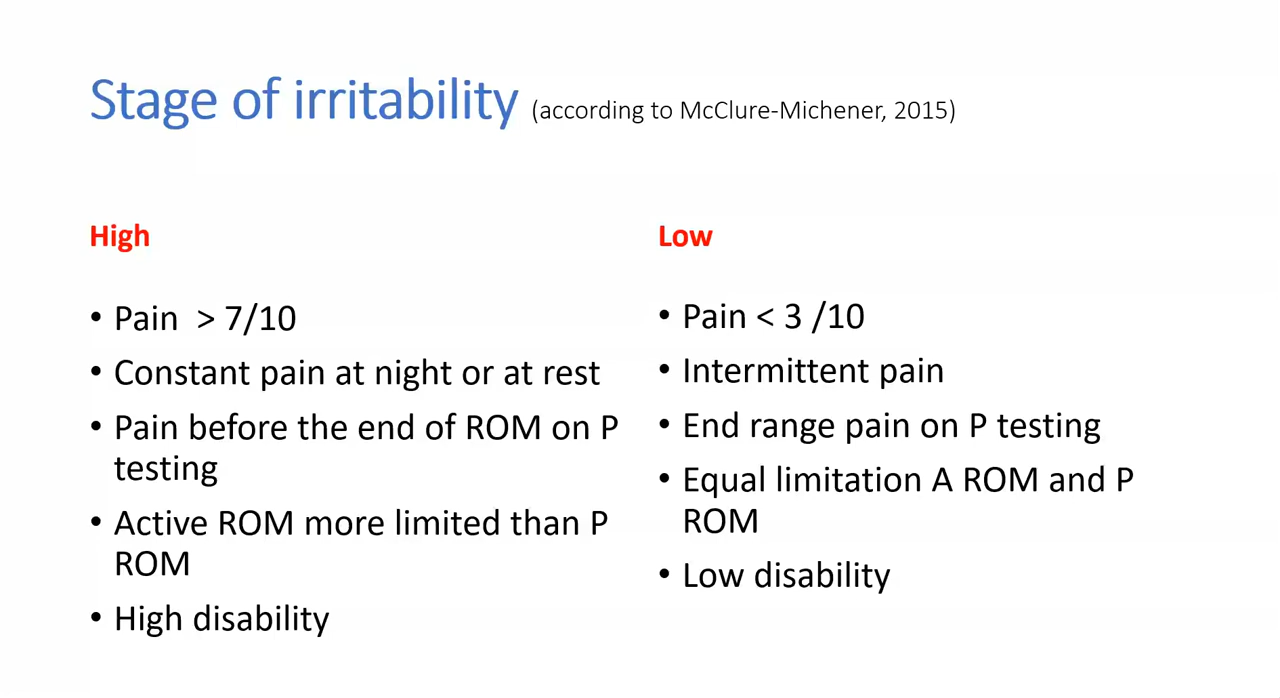 Stage of irritability (according to McClure-Michener, 2015)
High
• Pain > 7/10
• Constant pain at night or at rest
• Pain before the end of ROM on P
testing
• Active ROM more limited than P
ROM
• High disability
Low
• Pain < 3 /10
• Intermittent pain
• End range pain on P testing
• Equal limitation A ROM and P
ROM
• Low disability